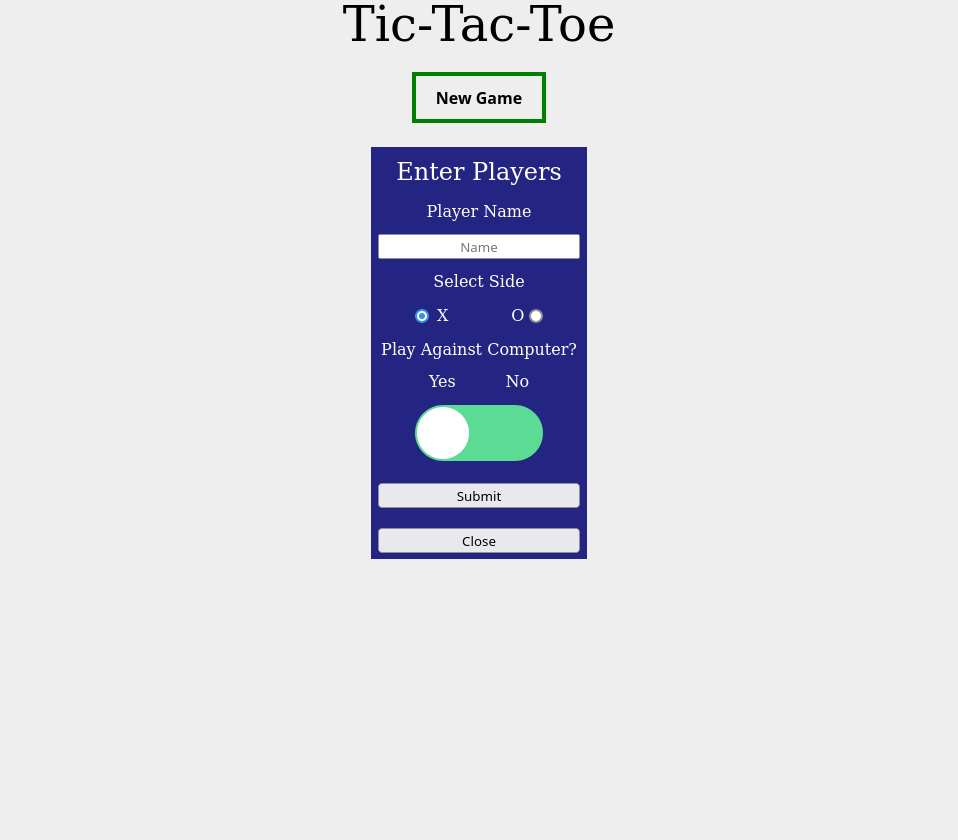 Tic-Tac-Toe
New Game
Enter Players
Player Name
Name
Select Side
X O
Play Against Computer?
Yes No
Submit
Close